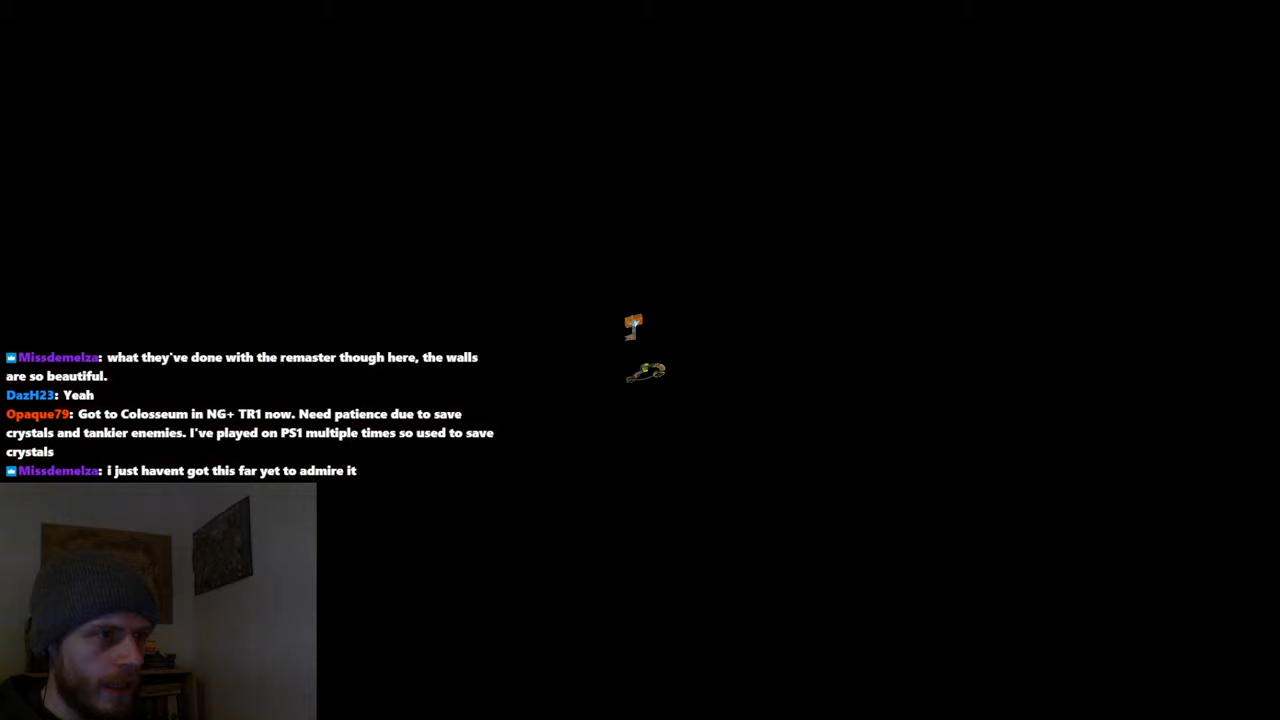 Missdemelza: what they've done with the remaster though here, the walls
are so beautiful.
DazH23: Yeah
Opaque79: Got to Colosseum in NG+ TR1 now. Need patience due to save
crystals and tankier enemies. I've played on PS1 multiple times so used to save
crystals
Missdemelza: i just havent got this far yet to admire it